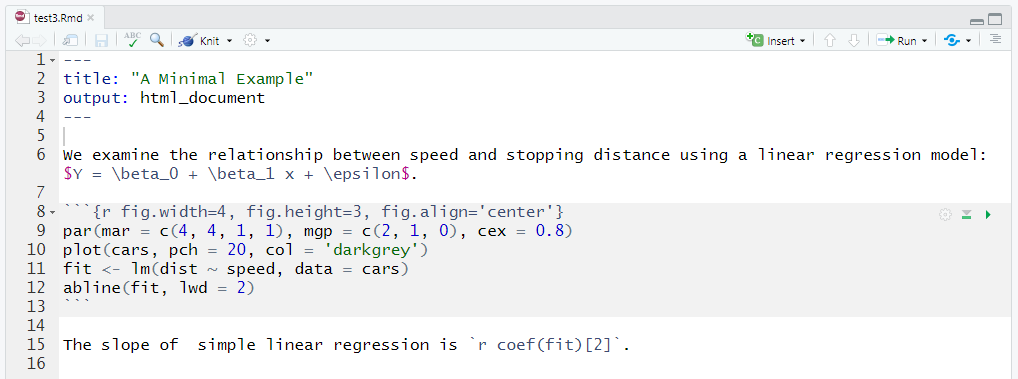 test3.Rmd
ABC Knit Insert Run
1 ---
2 title: "A Minimal Example"
3 output: html_document
4 ---
5
6 We examine the relationship between speed and stopping distance using a linear regression model:
$Y = \beta_0 + \beta_1 x + \epsilon$.
7
8 ```{r fig.width=4, fig.height=3, fig.align='center'}
9 par(mar = c(4, 4, 1, 1), mgp = c(2, 1, 0), cex = 0.8)
10 plot(cars, pch = 20, col = 'darkgrey')
11 fit <- lm(dist ~ speed, data = cars)
12 abline(fit, lwd = 2)
13 ```
14
15 The slope of  simple linear regression is `r coef(fit)[2]`.
16